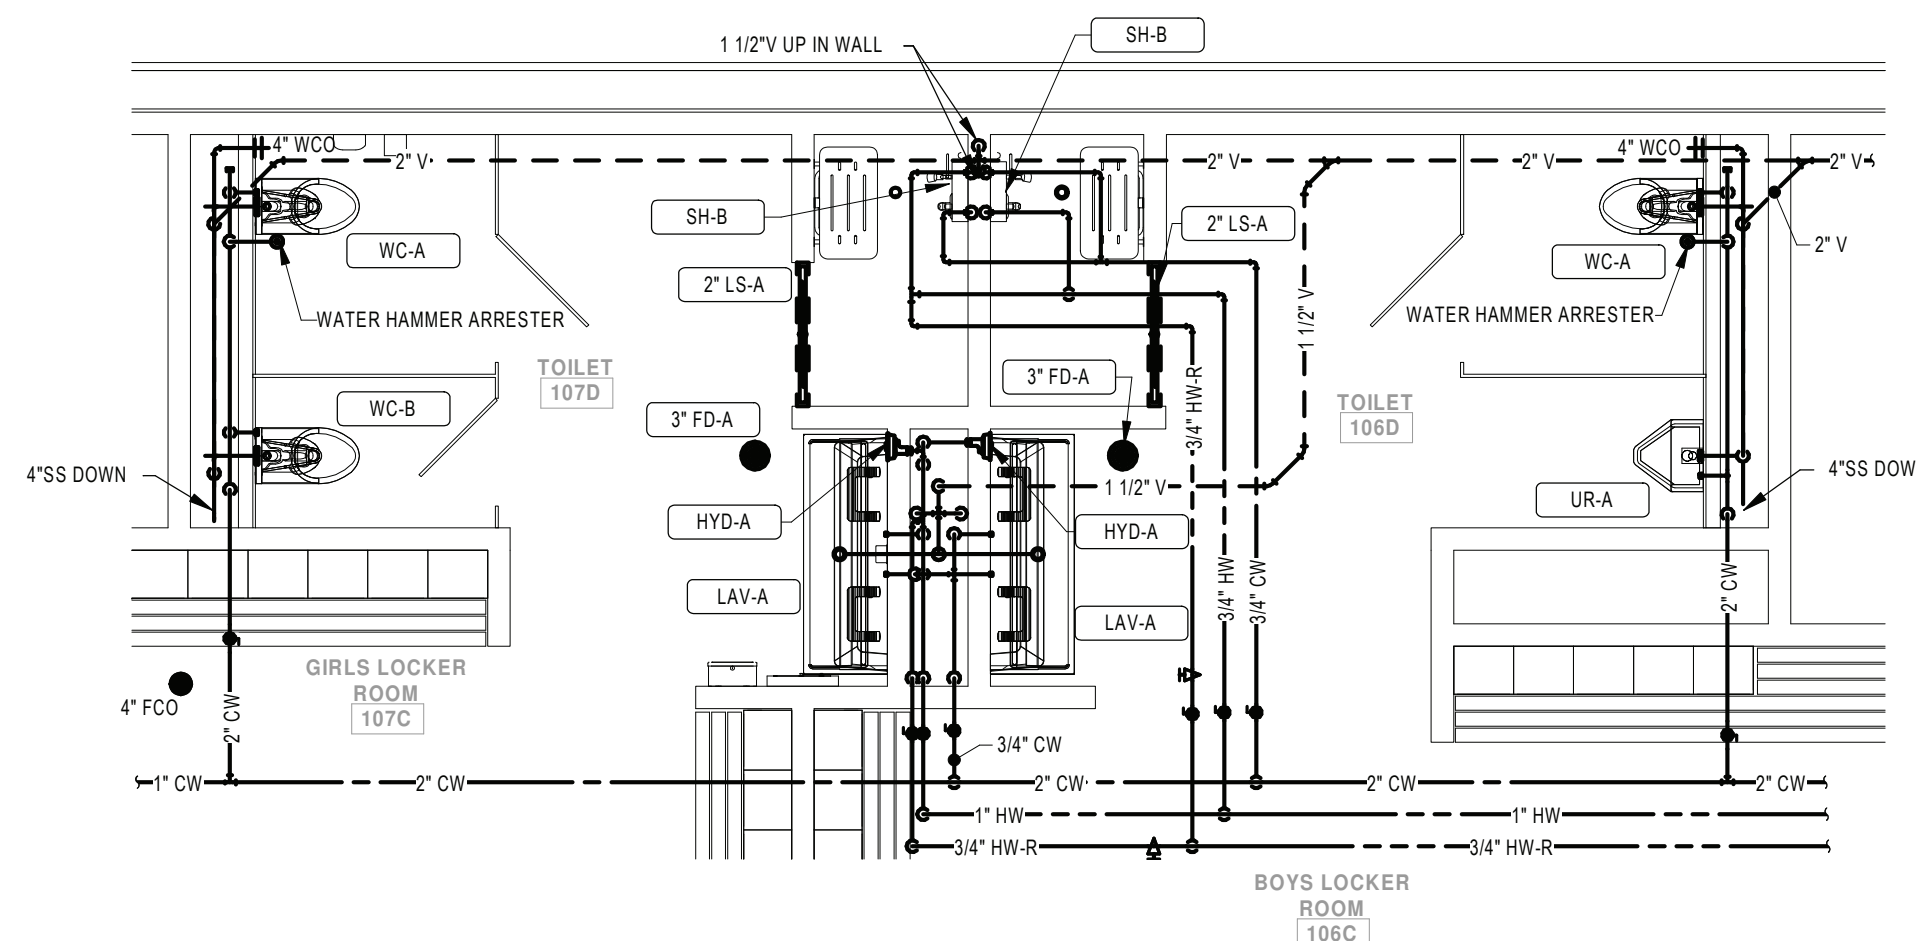 1 1/2"V UP IN WALL
SH-B
4" WCO
2" V
2" V
2" V
4" WCO
2" V
SH-B
2" LS-A
WC-A
WC-A
2" V
2" LS-A
WATER HAMMER ARRESTER
WATER HAMMER ARRESTER
1 1/2" V
TOILET
107D
3" FD-A
3/4" HW-R
TOILET
106D
WC-B
3" FD-A
4"SS DOWN
4"SS DOW
1 1/2" V
UR-A
HYD-A
HYD-A
LAV-A
LAV-A
3/4" HW
3/4" CW
2" CW
GIRLS LOCKER
ROOM
107C
4" FCO
2" CW
3/4" CW
1" CW
2" CW
2" CW
2" CW
2" CW
1" HW
1" HW
3/4" HW-R
3/4" HW-R
BOYS LOCKER
ROOM
106C